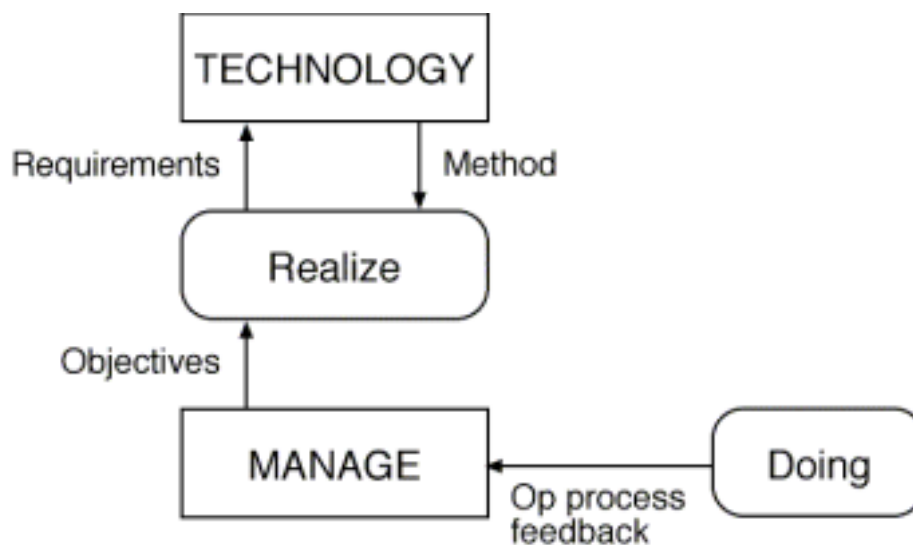 TECHNOLOGY
Requirements
Method
Realize
Objectives
MANAGE
Doing
Op process
feedback